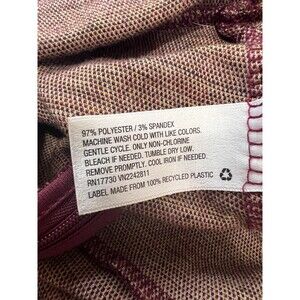 97% POLYESTER / 3% SPANDEX
MACHINE WASH COLD WITH LIKE COLORS.
GENTLE CYCLE. ONLY NON-CHLORINE
BLEACH IF NEEDED. TUMBLE DRY LOW.
REMOVE PROMPTLY. COOL IRON IF NEEDED.
RN17730 VN2242811
LABEL MADE FROM 100% RECYCLED PLASTIC